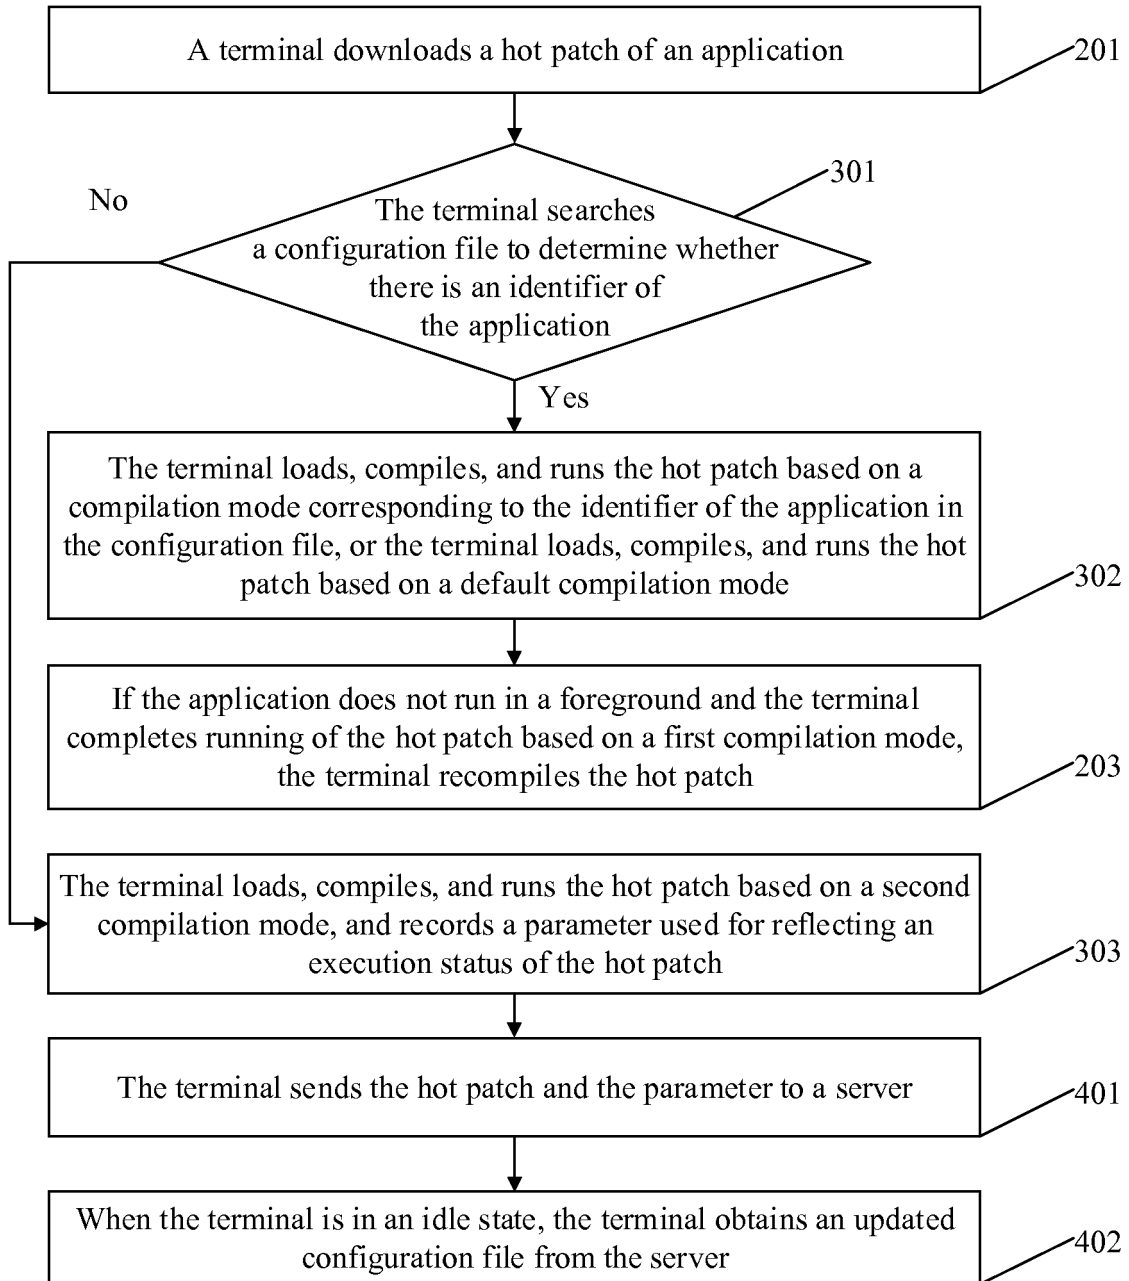 A terminal downloads a hot patch of an application
201
301
No
The terminal searches
a configuration file to determine whether
there is an identifier of
the application
Yes
The terminal loads, compiles, and runs the hot patch based on a
compilation mode corresponding to the identifier of the application in
the configuration file, or the terminal loads, compiles, and runs the hot
patch based on a default compilation mode
302
If the application does not run in a foreground and the terminal
completes running of the hot patch based on a first compilation mode,
the terminal recompiles the hot patch
203
The terminal loads, compiles, and runs the hot patch based on a second
compilation mode, and records a parameter used for reflecting an
execution status of the hot patch
303
The terminal sends the hot patch and the parameter to a server
401
When the terminal is in an idle state, the terminal obtains an updated
configuration file from the server
402